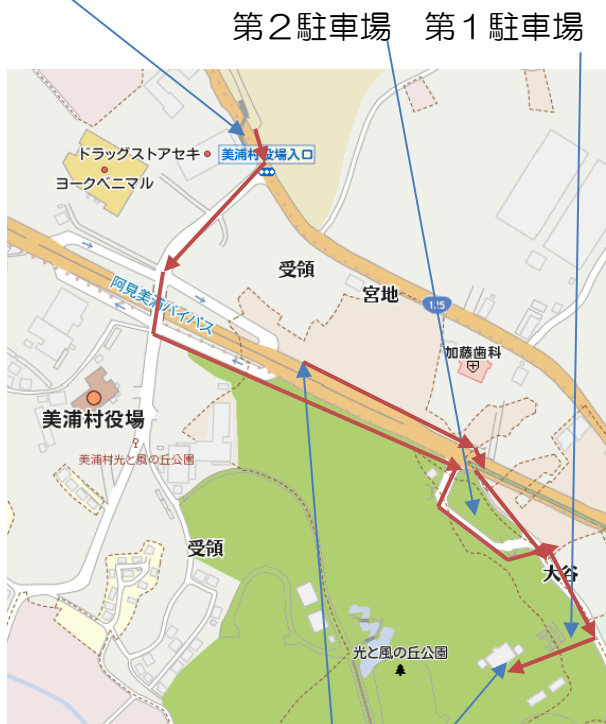 第２駐車場 第１駐車場
ドラッグストアセキ
美浦村役場入口
ヨークベニマル
受領
阿見美浦バイパス
宮地
125
加藤歯科
美浦村役場
美浦村光と風の丘公園
受領
大谷
光と風の丘公園